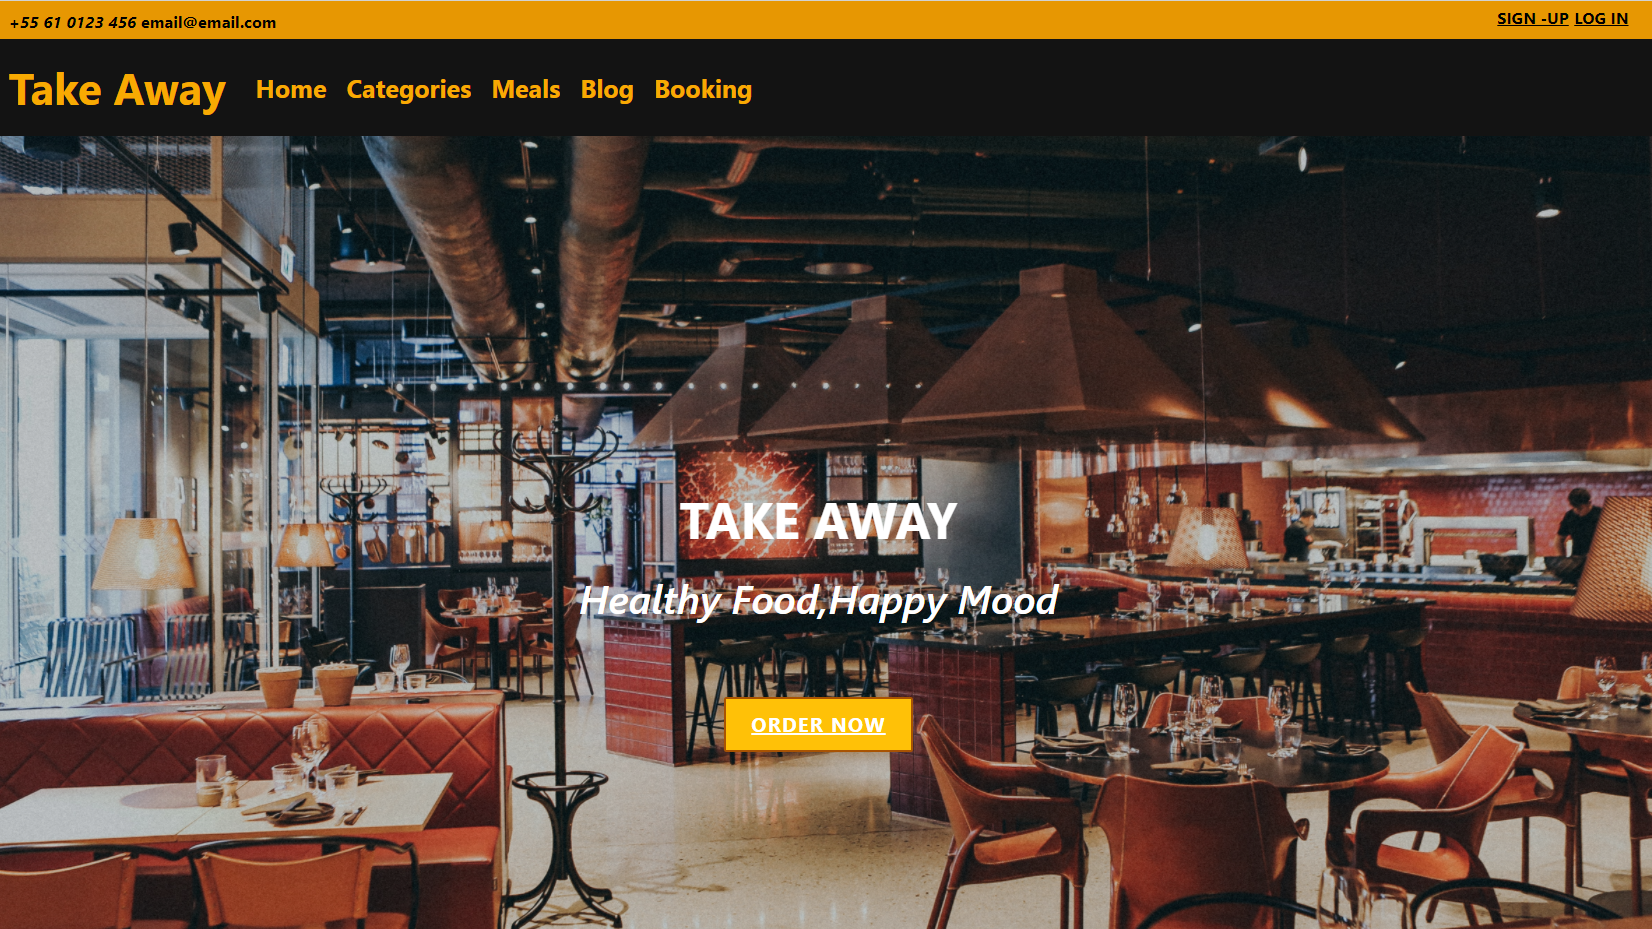 +55 61 0123 456 email@email.com
SIGN -UP LOG IN
Take Away Home Categories Meals Blog Booking
TAKE AWAY
Healthy Food,Happy Mood
ORDER NOW